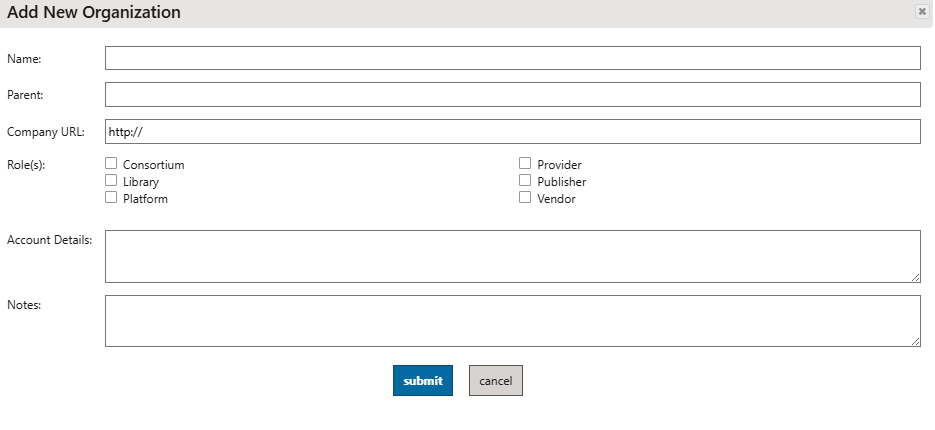 Add New Organization
Name:
Parent:
Company URL: http://
Role(s): Consortium Provider
Library Publisher
Platform Vendor
Account Details:
Notes:
submit cancel